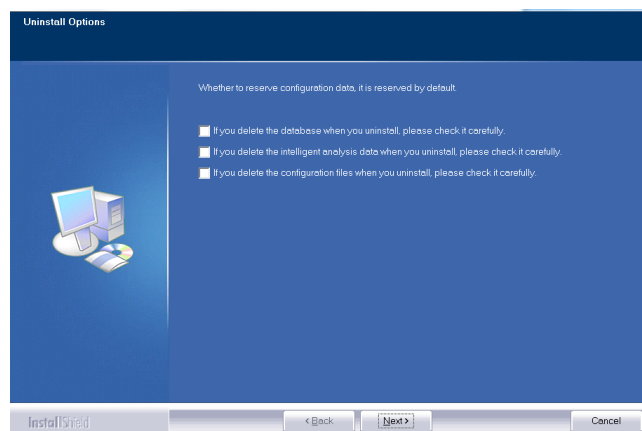 Uninstall Options
Whether to reserve configuration data, it is reserved by default.
If you delete the database when you uninstall, please check it carefully.
If you delete the intelligent analysis data when you uninstall, please check it carefully.
If you delete the configuration files when you uninstall, please check it carefully.
InstallShield
< Back
Next >
Cancel